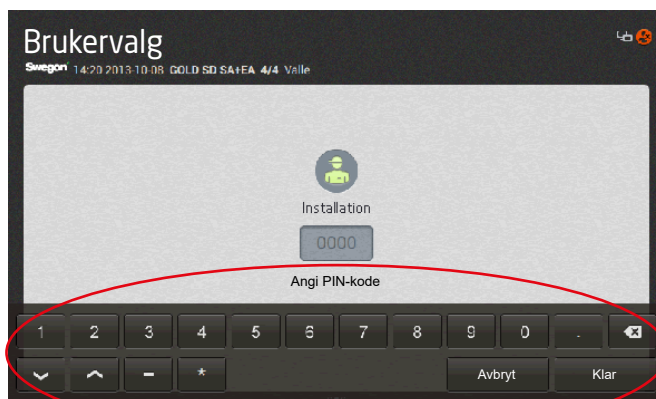 Brukervalg
Swegon 14:20 2013-10-08 GOLD SD SA+EA 4/4 Valle
Installation
0000
Angi PIN-kode
1 2 3 4 5 6 7 8 9 0 .
- *
Avbryt Klar